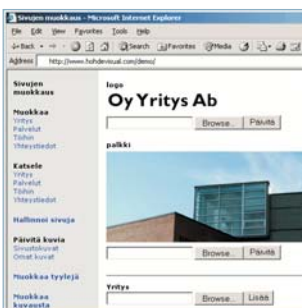 Sivujen muokkaus - Microsoft Internet Explorer
File Edit View Favorites Tools Help
Back Search Favorites Media
Address http://www.hohdevisual.com/demo/
Sivujen
muokkaus
Muokkaa
Yritys
Palvelut
Töihin
Yhteystiedot
Katsele
Yritys
Palvelut
Töihin
Yhteystiedot
Hallinnoi sivuja
Päivitä kuvia
Sivustokuvat
Omat kuvat
Muokkaa tyylejä
Muokkaa
kuvausta
logo
Oy Yritys Ab
Browse... Päivitä
palkki
Browse... Päivitä
Yritys
Browse... Lisää